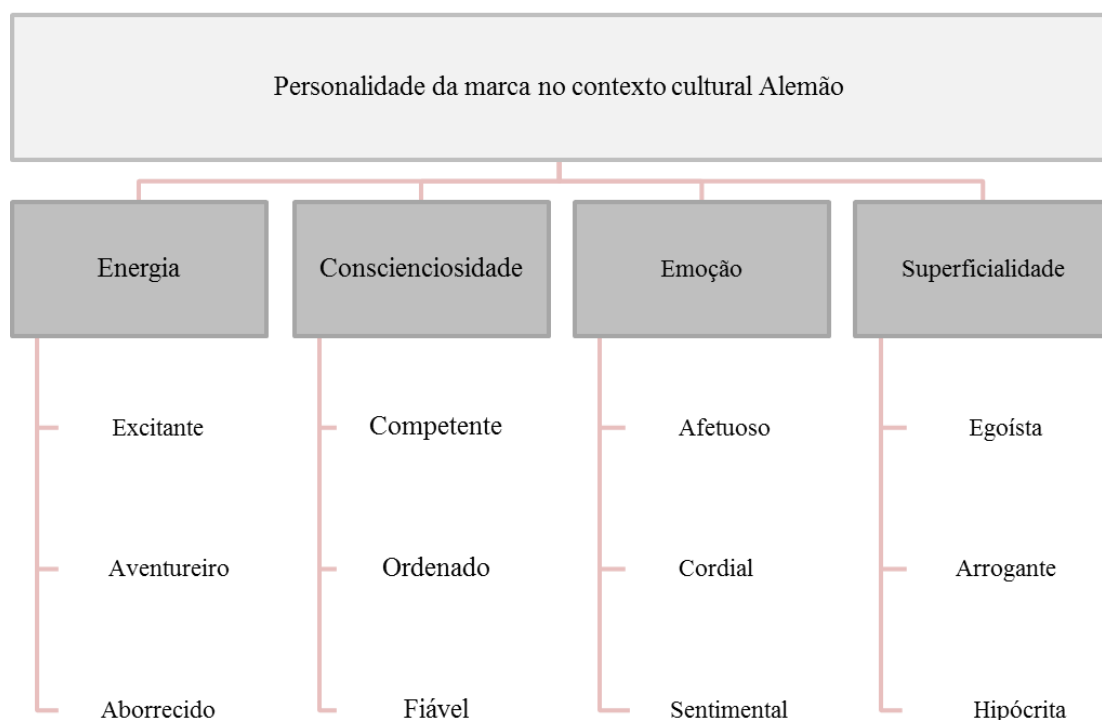 Personalidade da marca no contexto cultural Alemão
Energia
Conscienciosidade
Emoção
Superficialidade
Excitante
Competente
Afetuoso
Egoísta
Aventureiro
Ordenado
Cordial
Arrogante
Aborrecido
Fiável
Sentimental
Hipócrita